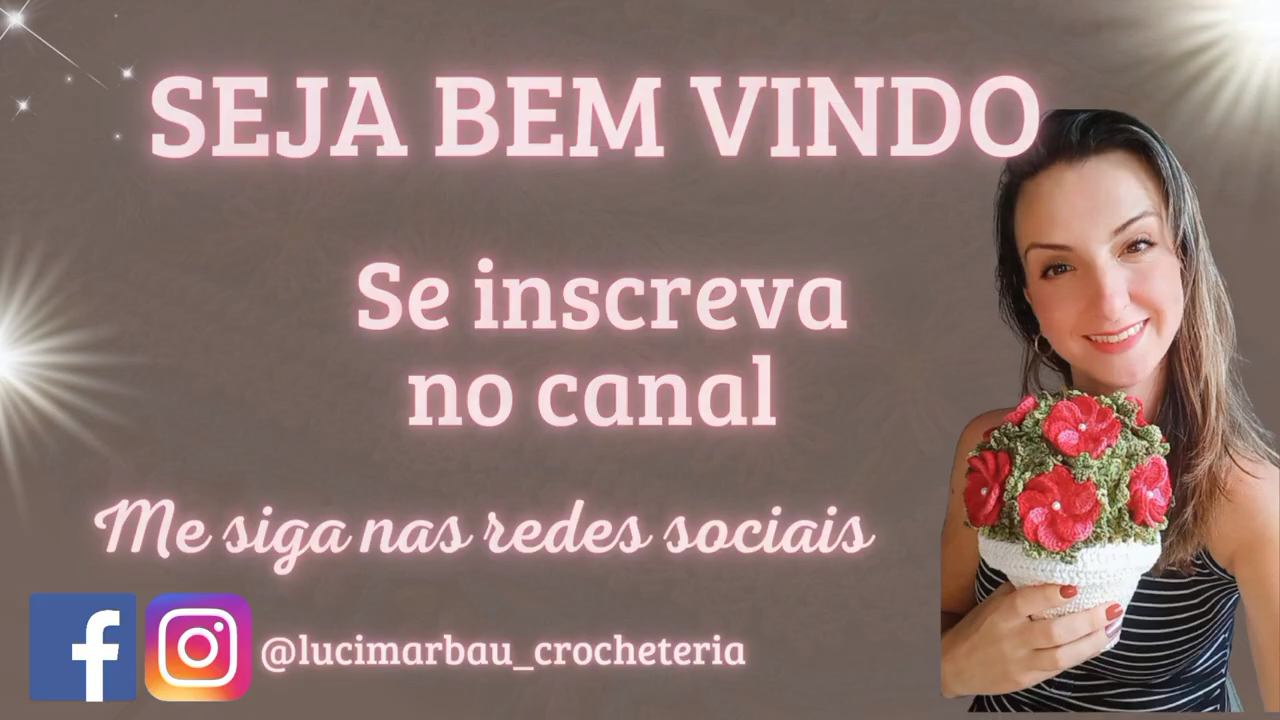 SEJA BEM VINDO
Se inscreva
no canal
Me siga nas redes sociais
@lucimarbau_crocheteria